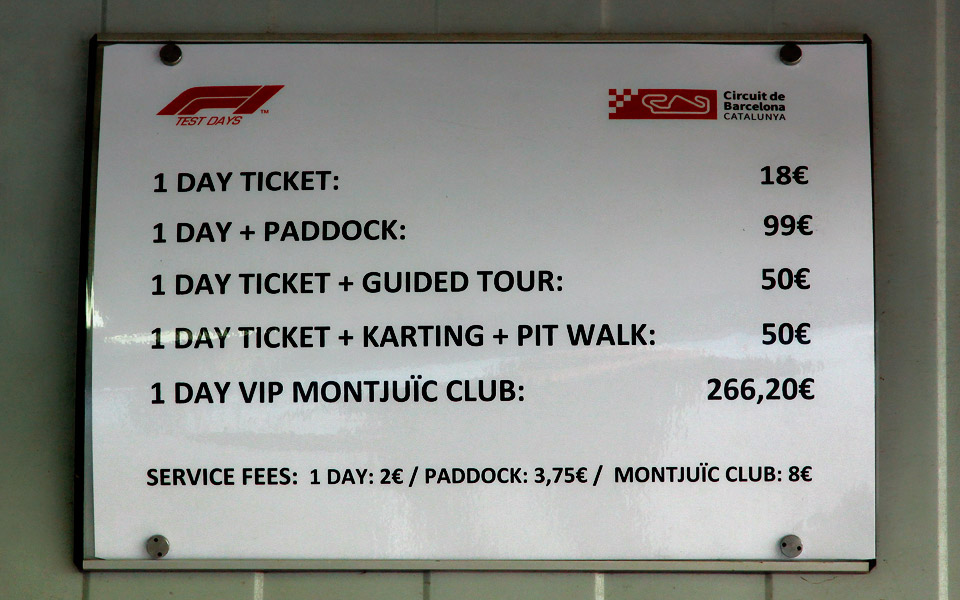 F1™
TEST DAYS
Circuit de
Barcelona
CATALUNYA
1 DAY TICKET: 18€
1 DAY + PADDOCK: 99€
1 DAY TICKET + GUIDED TOUR: 50€
1 DAY TICKET + KARTING + PIT WALK: 50€
1 DAY VIP MONTJUÏC CLUB: 266,20€
SERVICE FEES: 1 DAY: 2€ / PADDOCK: 3,75€ / MONTJUÏC CLUB: 8€